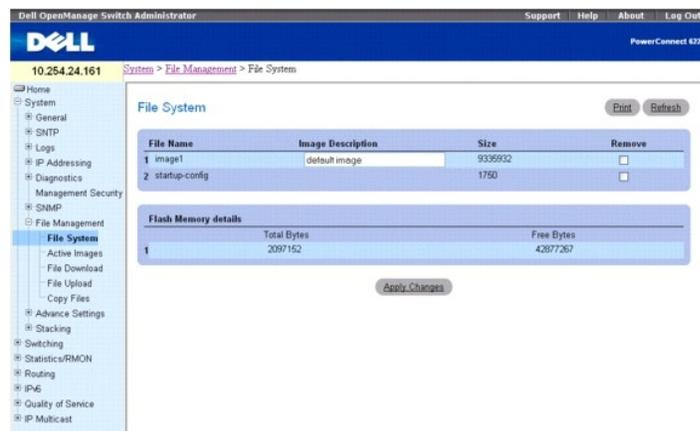 Dell OpenManage Switch Administrator
Support Help About Log Out
DELL
PowerConnect 622
10.254.24.161
System > File Management > File System
Home
System
General
SNTP
Logs
IP Addressing
Diagnostics
Management Security
SNMP
File Management
File System
Active Images
File Download
File Upload
Copy Files
Advance Settings
Stacking
Switching
Statistics/RMON
Routing
IPv6
Quality of Service
IP Multicast
File System
Print Refresh
File Name Image Description Size Remove
1 image1 default image 9335932
2 startup-config 1750
Flash Memory details
Total Bytes Free Bytes
1 2097152 42877267
Apply Changes